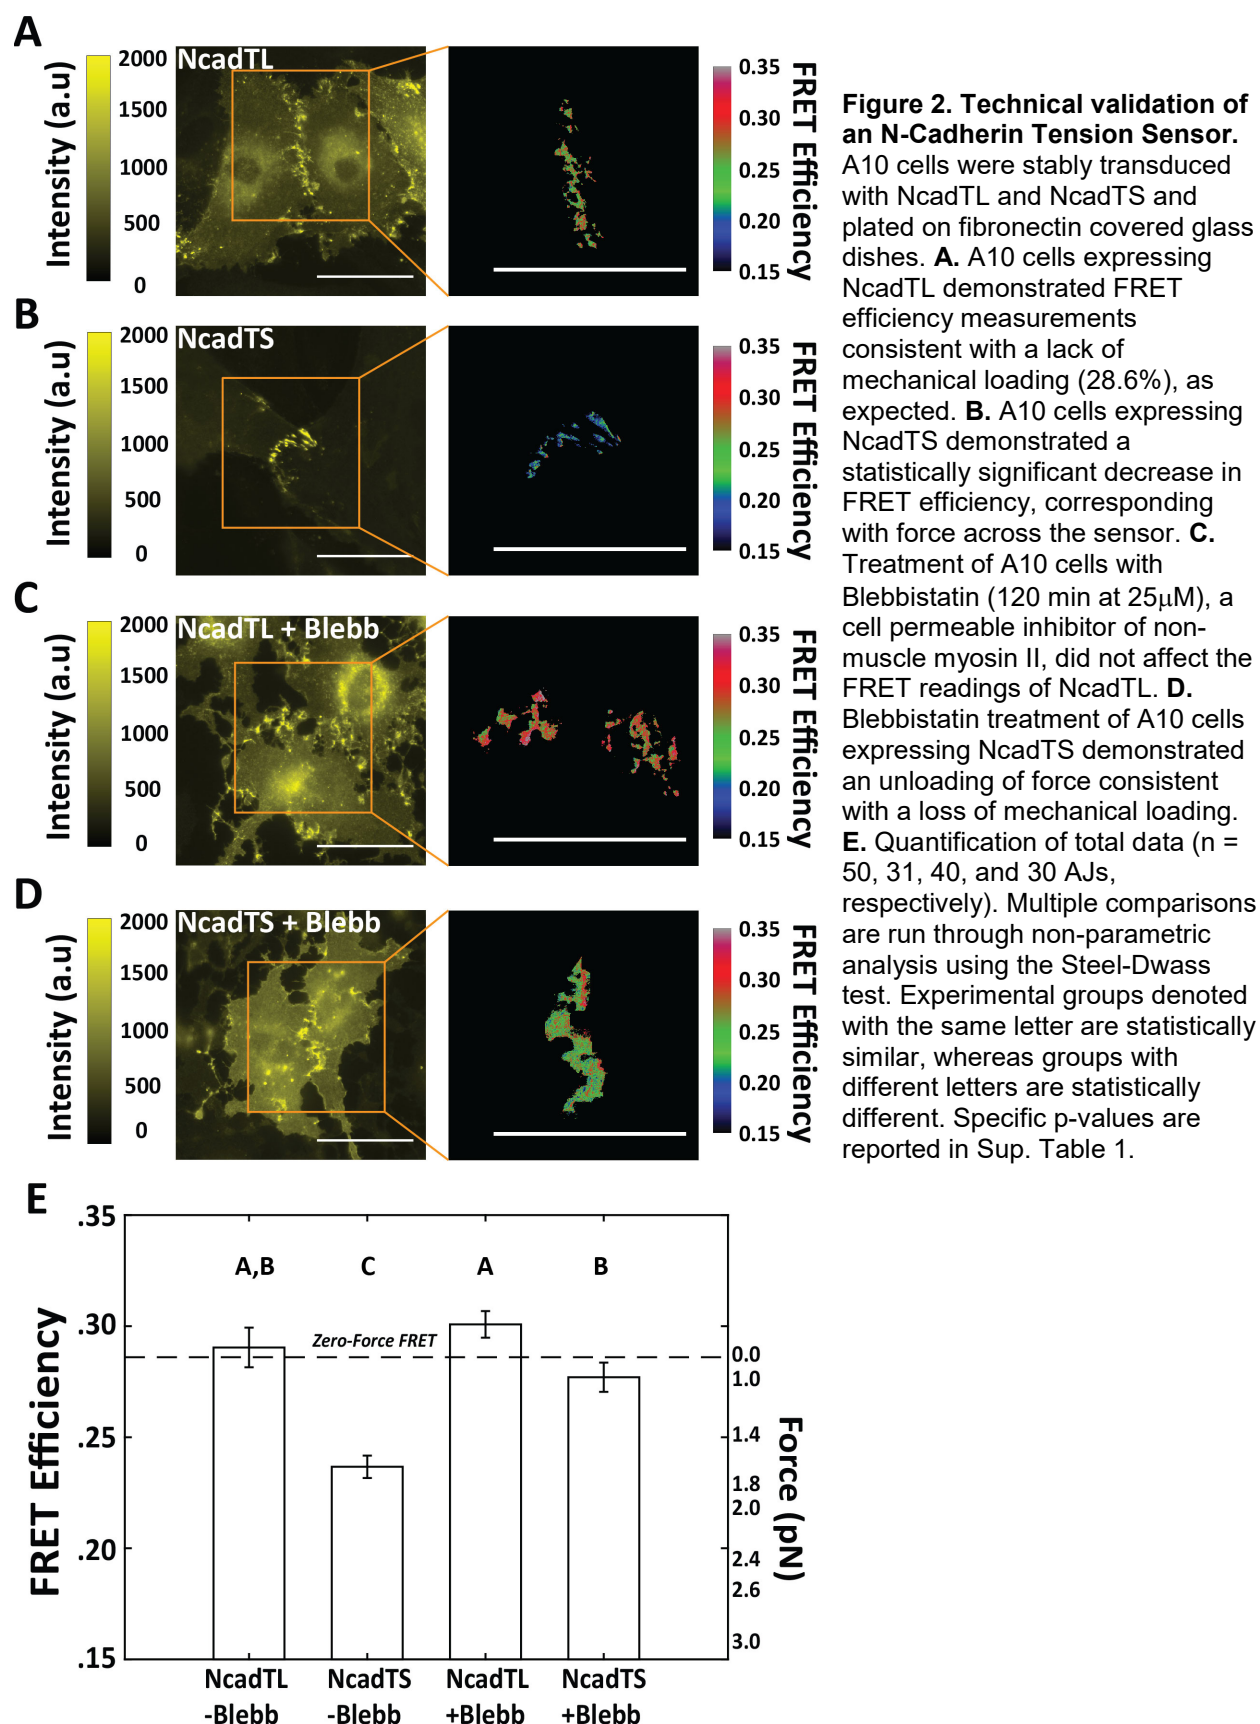 A
Intensity (a.u)
2000
1500
1000
500
0
NcadTL
0.35
0.30
0.25
0.20
0.15
FRET Efficiency
B
Intensity (a.u)
2000
1500
1000
500
0
NcadTS
0.35
0.30
0.25
0.20
0.15
FRET Efficiency
C
Intensity (a.u)
2000
1500
1000
500
0
NcadTL + Blebb
0.35
0.30
0.25
0.20
0.15
FRET Efficiency
D
Intensity (a.u)
2000
1500
1000
500
0
NcadTS + Blebb
0.35
0.30
0.25
0.20
0.15
FRET Efficiency
Figure 2. Technical validation of
an N-Cadherin Tension Sensor.
A10 cells were stably transduced
with NcadTL and NcadTS and
plated on fibronectin covered glass
dishes. A. A10 cells expressing
NcadTL demonstrated FRET
efficiency measurements
consistent with a lack of
mechanical loading (28.6%), as
expected. B. A10 cells expressing
NcadTS demonstrated a
statistically significant decrease in
FRET efficiency, corresponding
with force across the sensor. C.
Treatment of A10 cells with
Blebbistatin (120 min at 25μM), a
cell permeable inhibitor of non-
muscle myosin II, did not affect the
FRET readings of NcadTL. D.
Blebbistatin treatment of A10 cells
expressing NcadTS demonstrated
an unloading of force consistent
with a loss of mechanical loading.
E. Quantification of total data (n =
50, 31, 40, and 30 AJs,
respectively). Multiple comparisons
are run through non-parametric
analysis using the Steel-Dwass
test. Experimental groups denoted
with the same letter are statistically
similar, whereas groups with
different letters are statistically
different. Specific p-values are
reported in Sup. Table 1.
E
FRET Efficiency
.35
.30
.25
.20
.15
A,B
C
A
B
Zero-Force FRET
0.0
1.0
1.4
1.8
2.0
2.4
2.6
3.0
Force (pN)
NcadTL
-Blebb
NcadTS
-Blebb
NcadTL
+Blebb
NcadTS
+Blebb